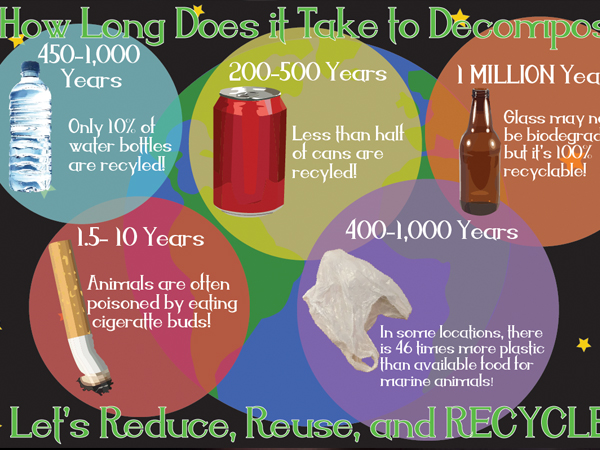 How Long Does it Take to Decompos
450-1,000
Years
Only 10% of
water bottles
are recyled!
200-500 Years
Less than half
of cans are
recyled!
1 MILLION Yea
Glass may no
be biodegrad
but it's 100%
recyclable!
1.5- 10 Years
Animals are often
poisoned by eating
cigeratte buds!
400-1,000 Years
In some locations, there
is 46 times more plastic
than available food for
marine animals!
Let's Reduce, Reuse, and RECYCLE